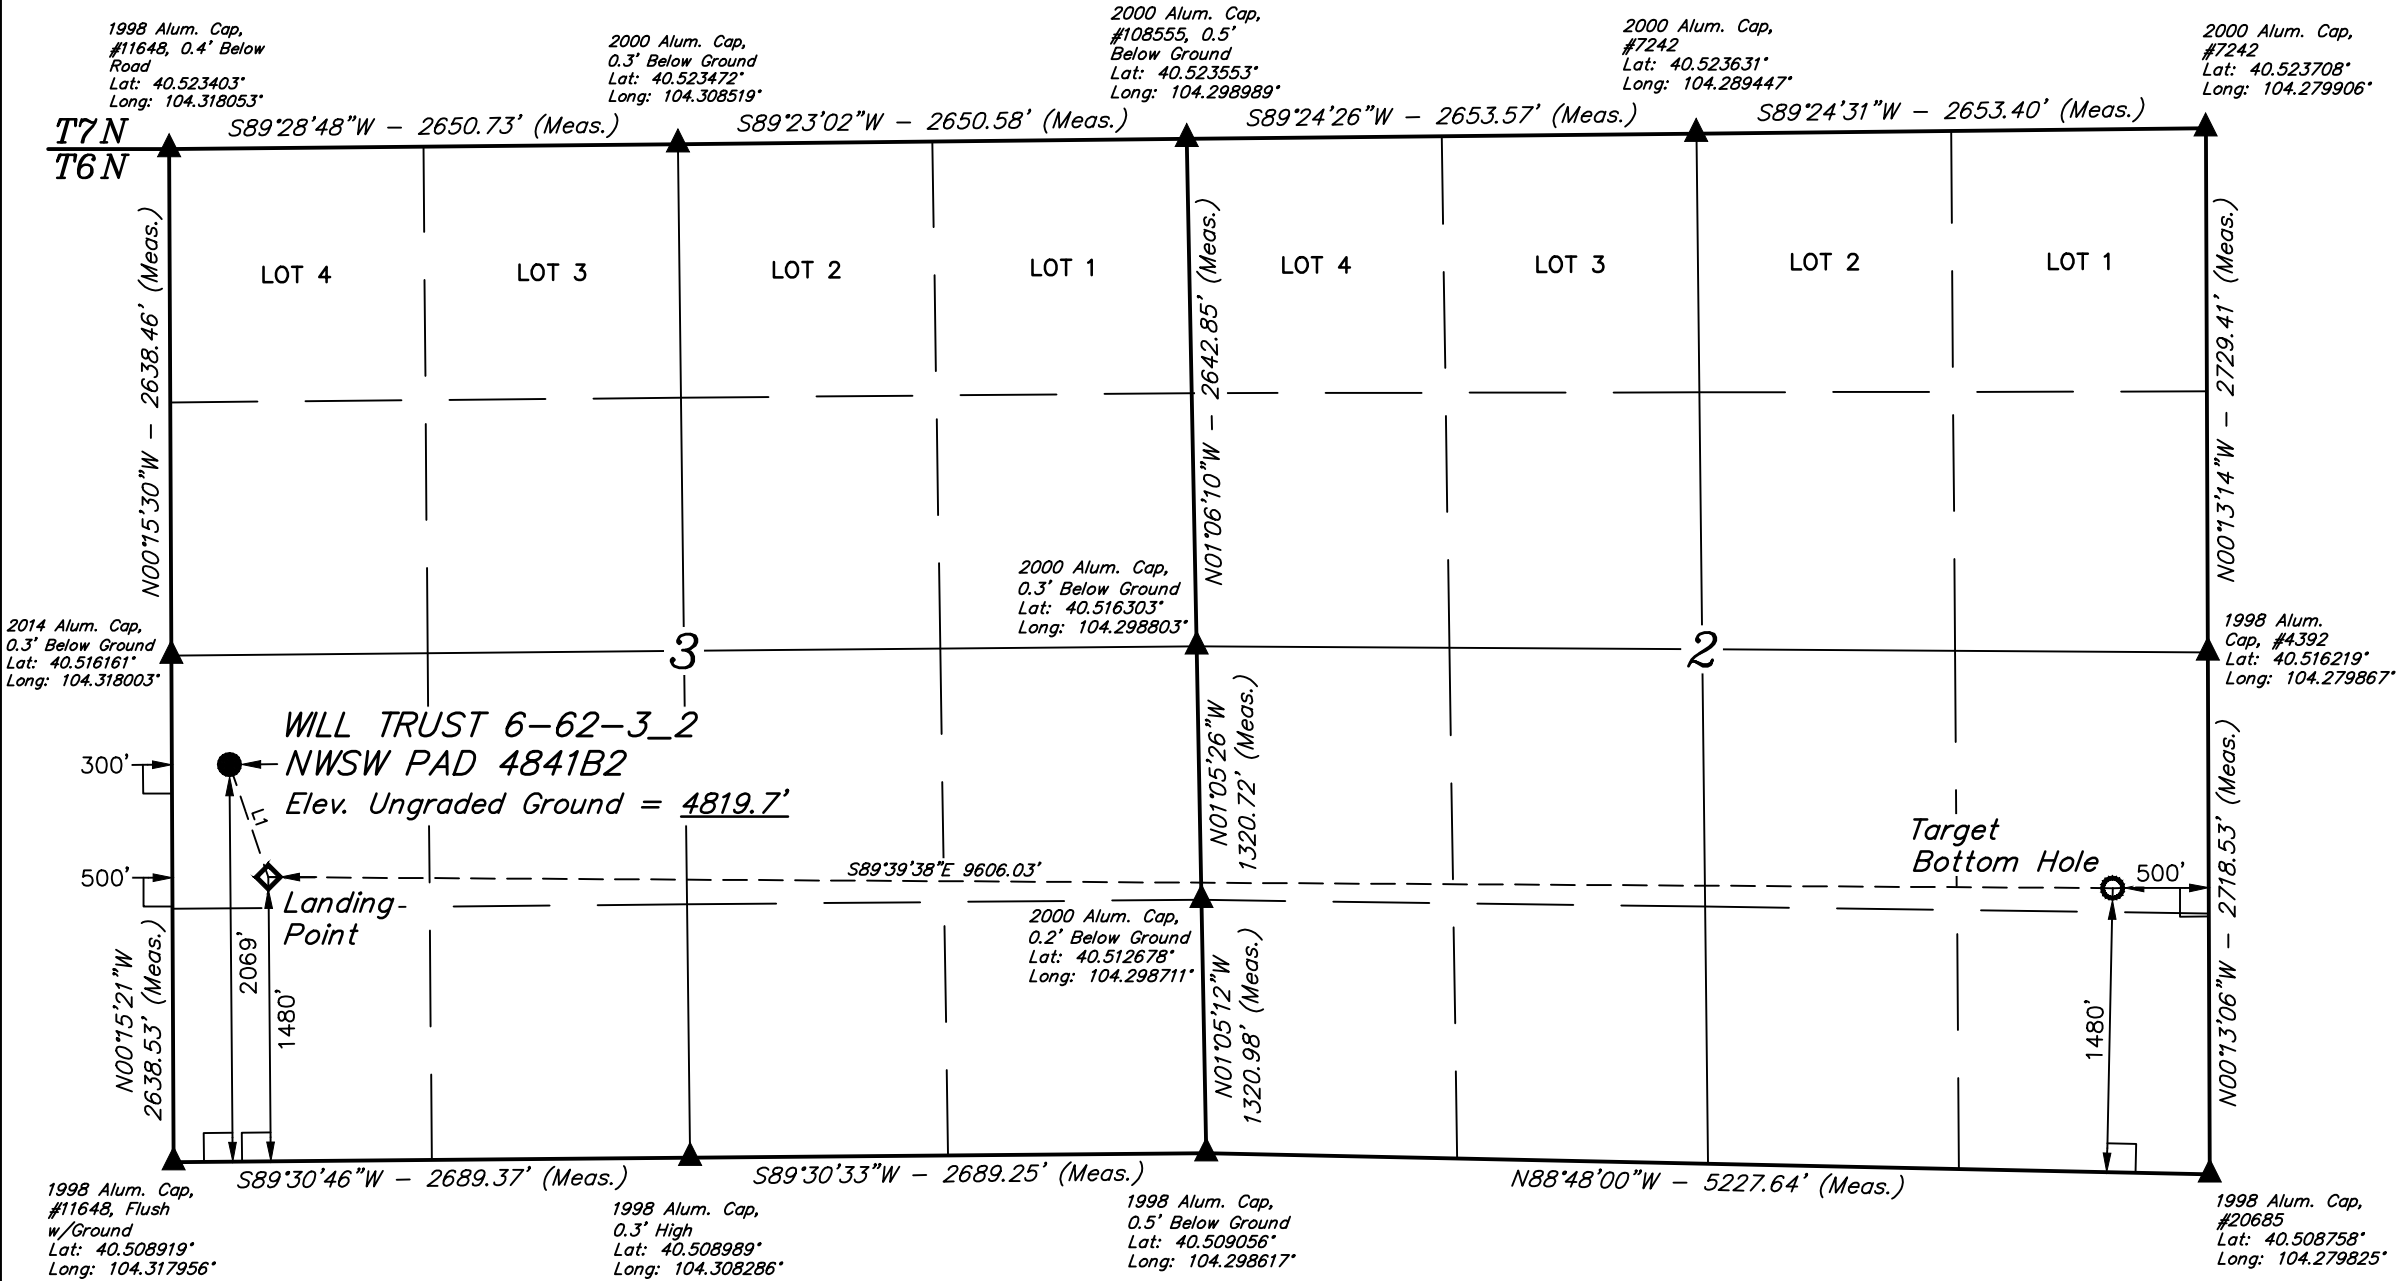 1998 Alum. Cap,
#11648, 0.4' Below
Road
Lat: 40.523403°
Long: 104.318053°
2000 Alum. Cap,
0.3' Below Ground
Lat: 40.523472°
Long: 104.308519°
2000 Alum. Cap,
#108555, 0.5'
Below Ground
Lat: 40.523553°
Long: 104.298989°
2000 Alum. Cap,
#7242
Lat: 40.523631°
Long: 104.289447°
2000 Alum. Cap,
#7242
Lat: 40.523708°
Long: 104.279906°
T7N
T6N
S89°28'48"W - 2650.73' (Meas.)
S89°23'02"W - 2650.58' (Meas.)
S89°24'26"W - 2653.57' (Meas.)
S89°24'31"W - 2653.40' (Meas.)
N00°15'30"W - 2638.46' (Meas.)
LOT 4
LOT 3
LOT 2
LOT 1
N01°06'10"W - 2642.85' (Meas.)
LOT 4
LOT 3
LOT 2
LOT 1
N00°13'14"W - 2729.41' (Meas.)
2014 Alum. Cap,
0.3' Below Ground
Lat: 40.516161°
Long: 104.318003°
3
2000 Alum. Cap,
0.3' Below Ground
Lat: 40.516303°
Long: 104.298803°
2
1998 Alum.
Cap, #4392
Lat: 40.516219°
Long: 104.279867°
WILL TRUST 6-62-3_2
NWSW PAD 4841B2
Elev. Ungraded Ground = 4819.7'
300'
L1
500'
Landing
Point
S89°39'38"E 9606.03'
N01°05'26"W
1320.72' (Meas.)
Target
Bottom Hole
500'
N00°13'06"W - 2718.53' (Meas.)
2000 Alum. Cap,
0.2' Below Ground
Lat: 40.512678°
Long: 104.298711°
N00°15'21"W
2638.53' (Meas.)
2069'
1480'
N01°05'12"W
1320.98' (Meas.)
1480'
S89°30'46"W - 2689.37' (Meas.)
S89°30'33"W - 2689.25' (Meas.)
N88°48'00"W - 5227.64' (Meas.)
1998 Alum. Cap,
#11648, Flush
w/Ground
Lat: 40.508919°
Long: 104.317956°
1998 Alum. Cap,
0.3' High
Lat: 40.508989°
Long: 104.308286°
1998 Alum. Cap,
0.5' Below Ground
Lat: 40.509056°
Long: 104.298617°
1998 Alum. Cap,
#20685
Lat: 40.508758°
Long: 104.279825°